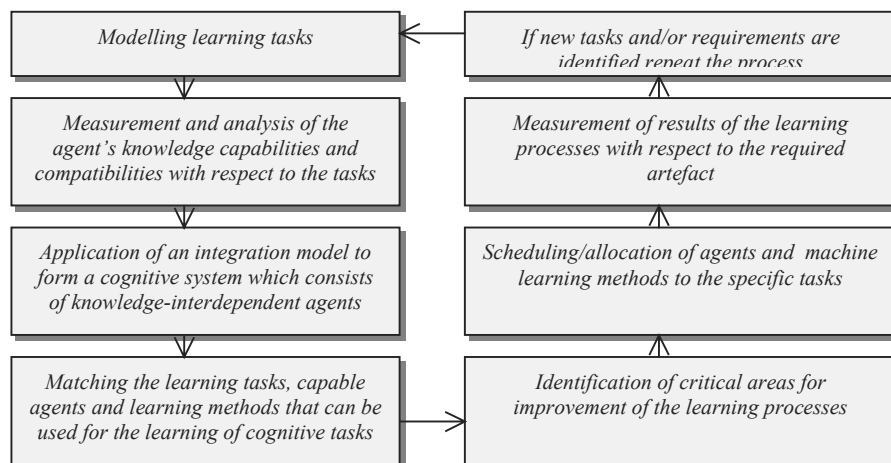 Modelling learning tasks
Measurement and analysis of the
agent's knowledge capabilities and
compatibilities with respect to the tasks
Application of an integration model to
form a cognitive system which consists
of knowledge-interdependent agents
Matching the learning tasks, capable
agents and learning methods that can be
used for the learning of cognitive tasks
Identification of critical areas for
improvement of the learning processes
Scheduling/allocation of agents and machine
learning methods to the specific tasks
Measurement of results of the learning
processes with respect to the required
artefact
If new tasks and/or requirements are
identified repeat the process